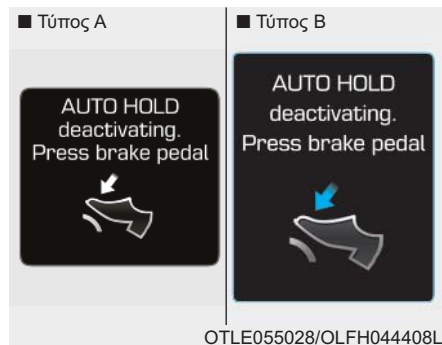 ■ Τύπος A
AUTO HOLD
deactivating.
Press brake pedal
■ Τύπος B
AUTO HOLD
deactivating.
Press brake pedal
OTLE055028/OLFH044408L